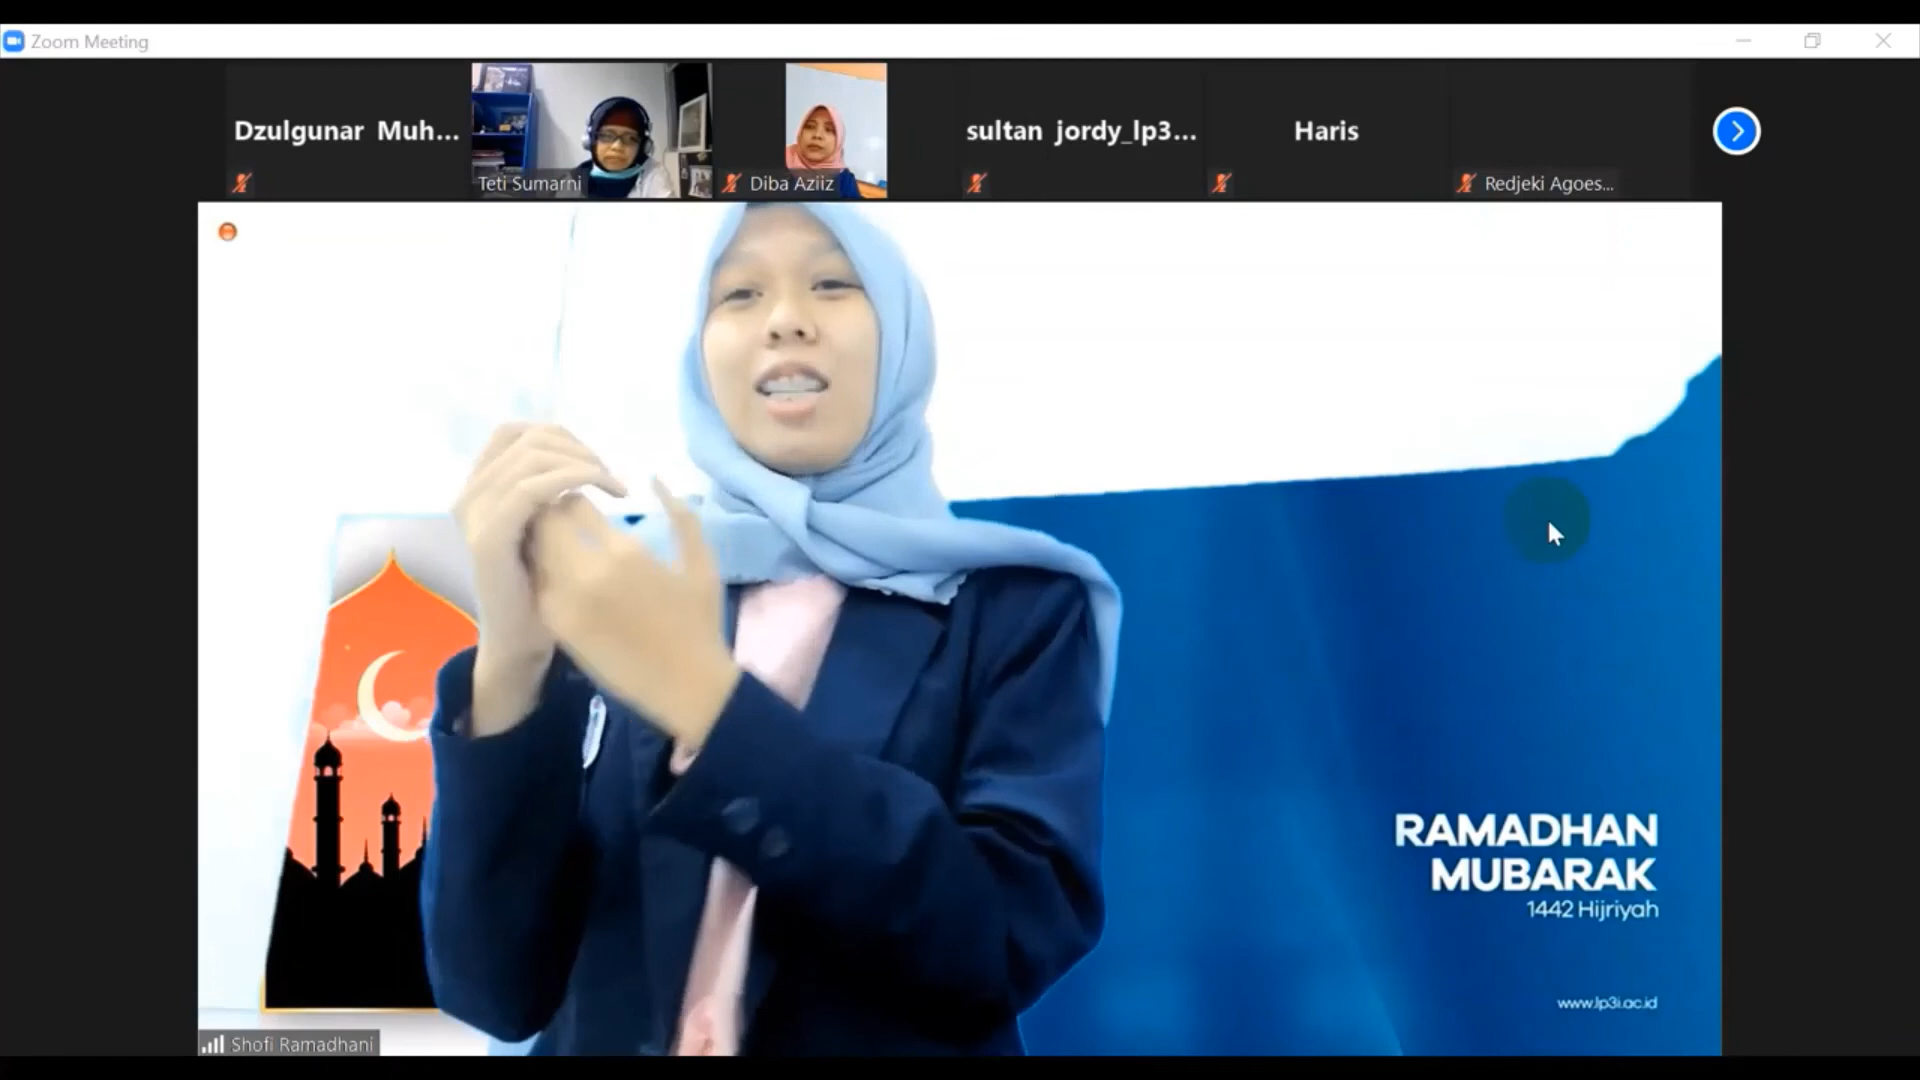 Zoom Meeting
Dzulgunar Muh...
Teti Sumarni
Diba Aziiz
sultan jordy_lp3...
Haris
Redjeki Agoes...
RAMADHAN
MUBARAK
1442 Hijriyah
www.lp3i.ac.id
Shofi Ramadhani